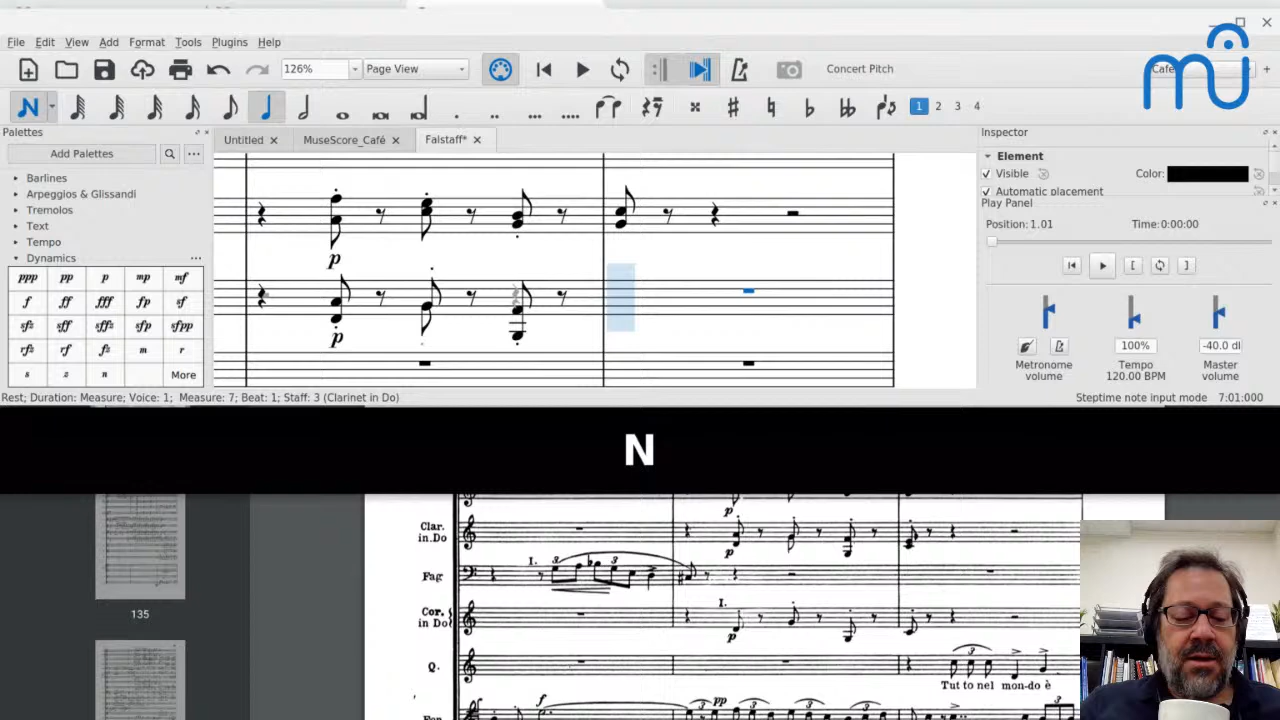 File Edit View Add Format Tools Plugins Help
126% Page View Concert Pitch
N 1 2 3 4 +
Palettes Untitled MuseScore_Café Falstaff* Inspector
Add Palettes
Element
Barlines
Visible Color:
Arpeggios & Glissandi
Automatic placement
Tremolos
Play Panel
Text
Position: 1.01 Time:0:00:00
Tempo
Dynamics
ppp pp p mp mf
f ff fff fp sf
sfz sff sffz sfp sfpp
rfz rf fz m r
s z n More
p
p
100% -40.0 dl
Metronome volume
Tempo 120.00 BPM
Master volume
Rest; Duration: Measure; Voice: 1; Measure: 7; Beat: 1; Staff: 3 (Clarinet in Do) Steptime note input mode 7:01:000
N
p
Clar. in Do
p
I. 3 3
Fag
I.
Cor. in Do
p
3
Q.
Tut to nel mon-do è
f pp
135